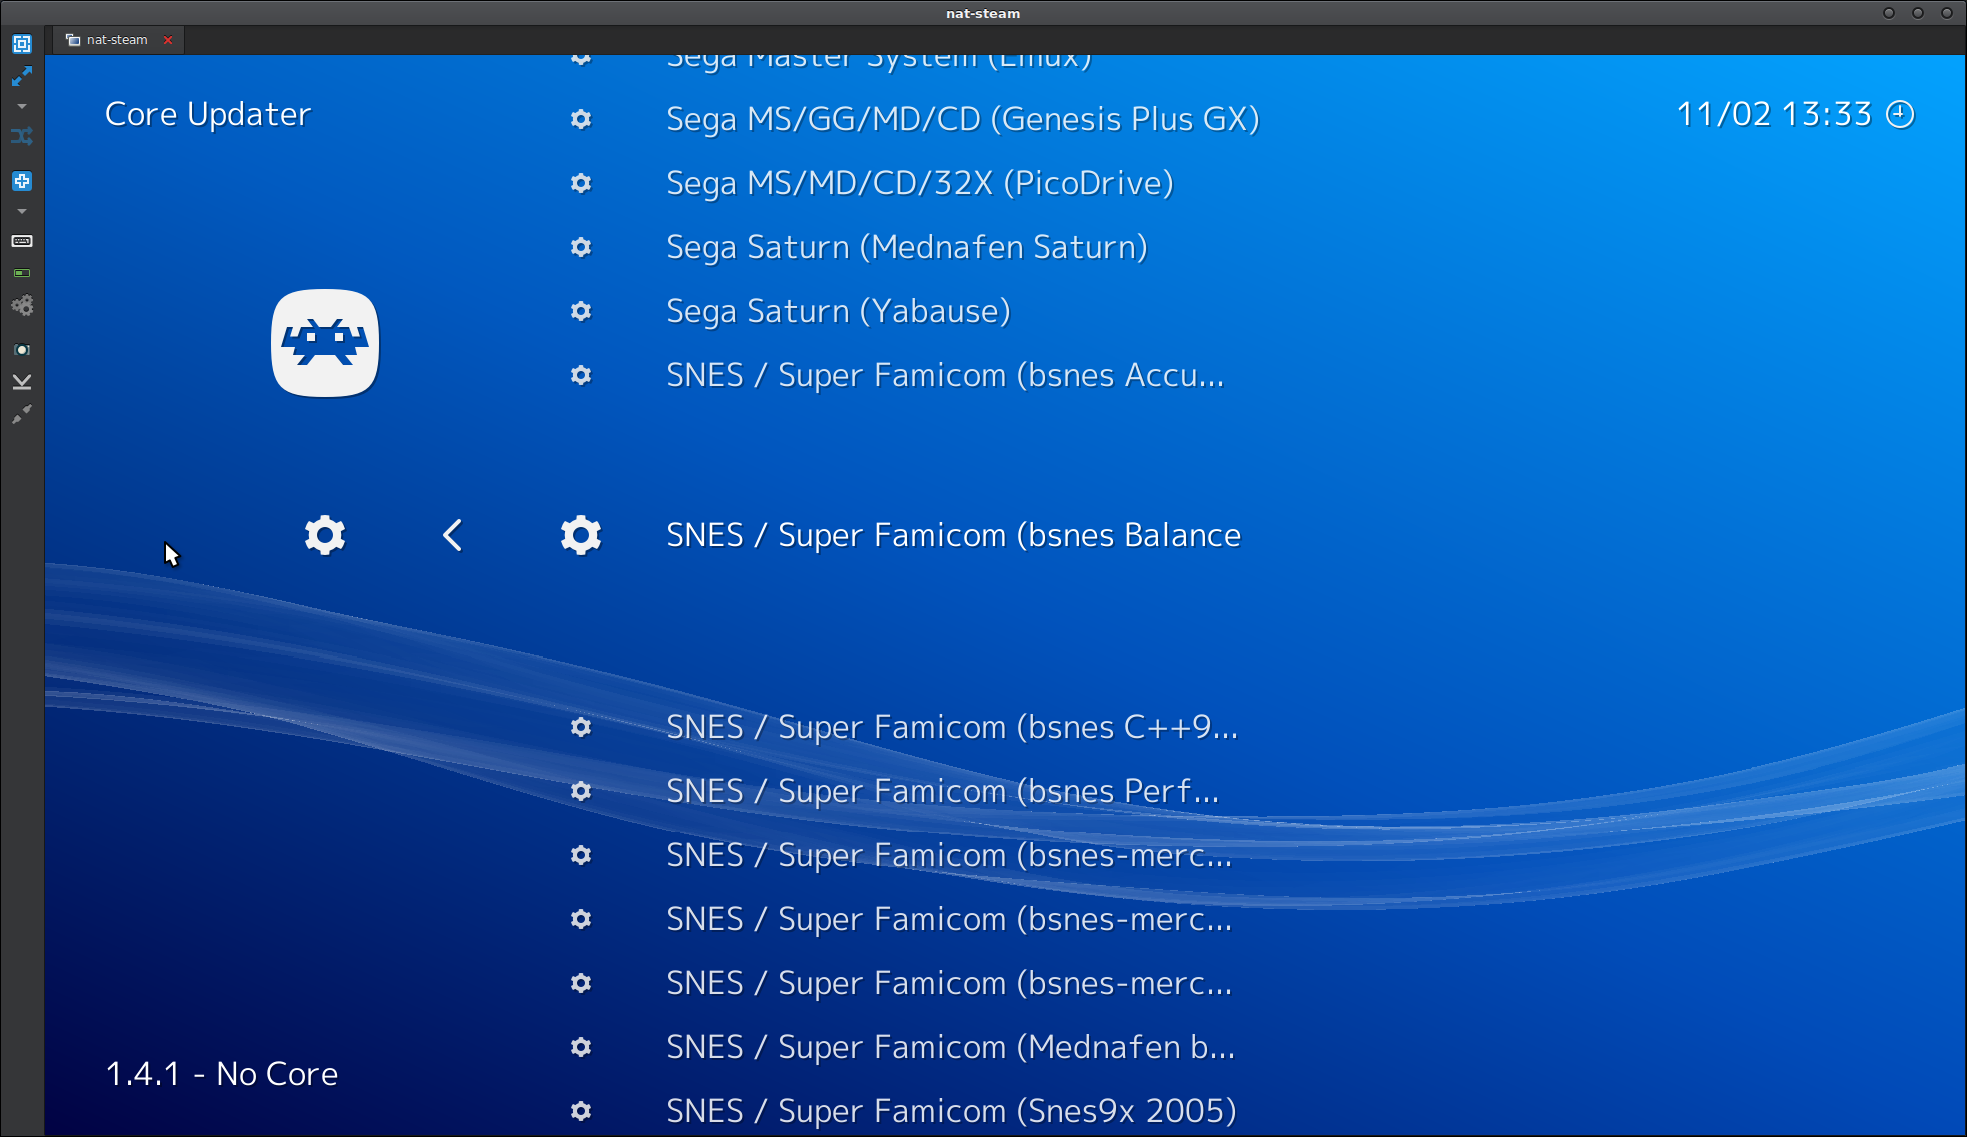 nat-steam
nat-steam
Sega Master System (Emux)
Core Updater
11/02 13:33
Sega MS/GG/MD/CD (Genesis Plus GX)
Sega MS/MD/CD/32X (PicoDrive)
Sega Saturn (Mednafen Saturn)
Sega Saturn (Yabause)
SNES / Super Famicom (bsnes Accu...
SNES / Super Famicom (bsnes Balance
SNES / Super Famicom (bsnes C++9...
SNES / Super Famicom (bsnes Perf...
SNES / Super Famicom (bsnes-merc...
SNES / Super Famicom (bsnes-merc...
SNES / Super Famicom (bsnes-merc...
SNES / Super Famicom (Mednafen b...
1.4.1 - No Core
SNES / Super Famicom (Snes9x 2005)